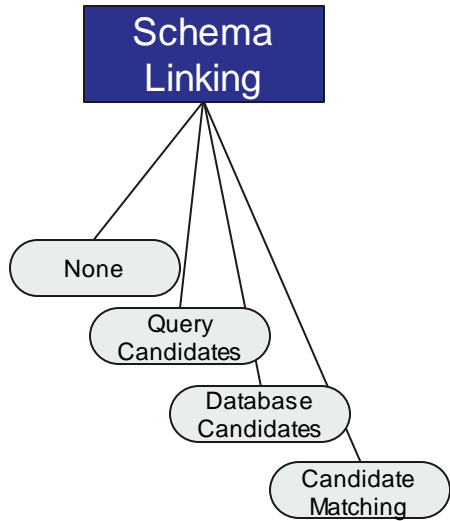 Schema
Linking
None
Query
Candidates
Database
Candidates
Candidate
Matching